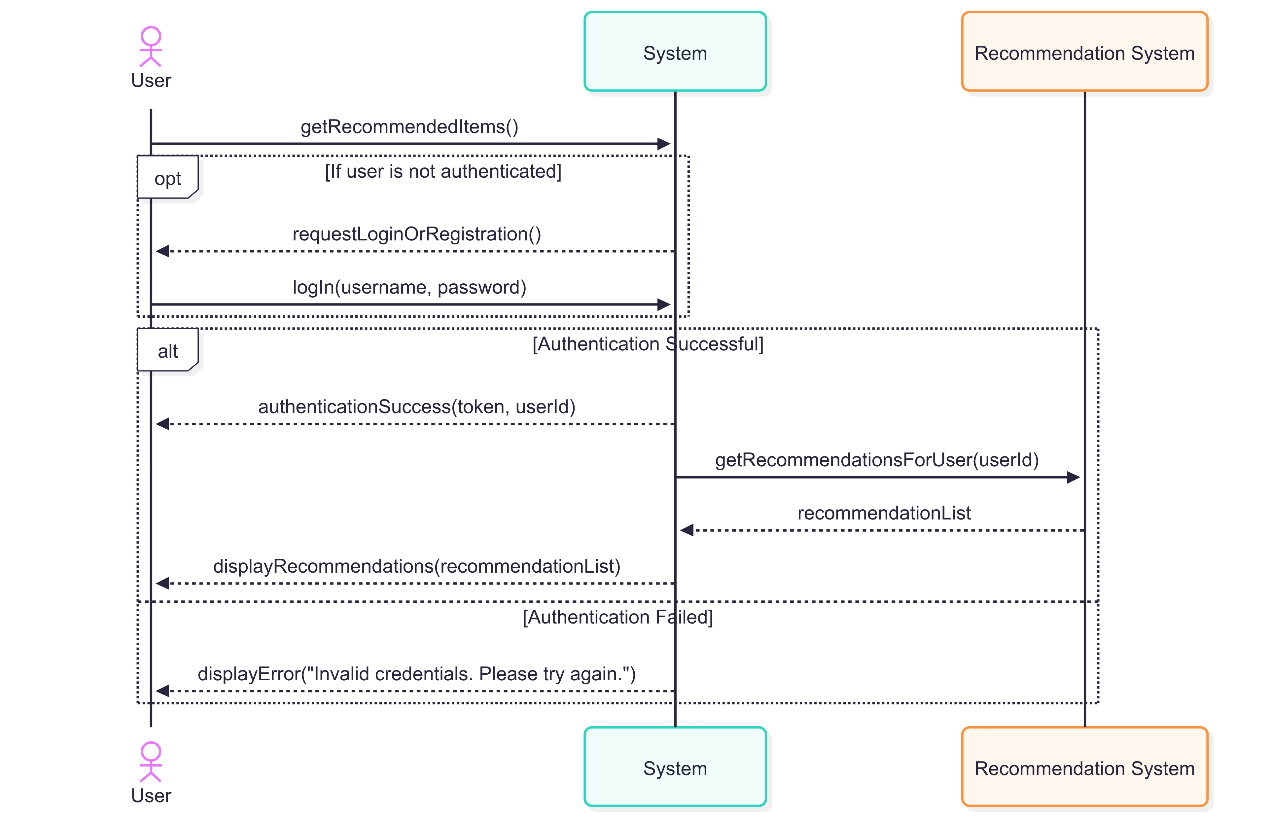 User
System
Recommendation System
getRecommendedItems()
opt
[If user is not authenticated]
requestLoginOrRegistration()
logIn(username, password)
alt
[Authentication Successful]
authenticationSuccess(token, userId)
getRecommendationsForUser(userId)
recommendationList
displayRecommendations(recommendationList)
[Authentication Failed]
displayError("Invalid credentials. Please try again.")
User
System
Recommendation System